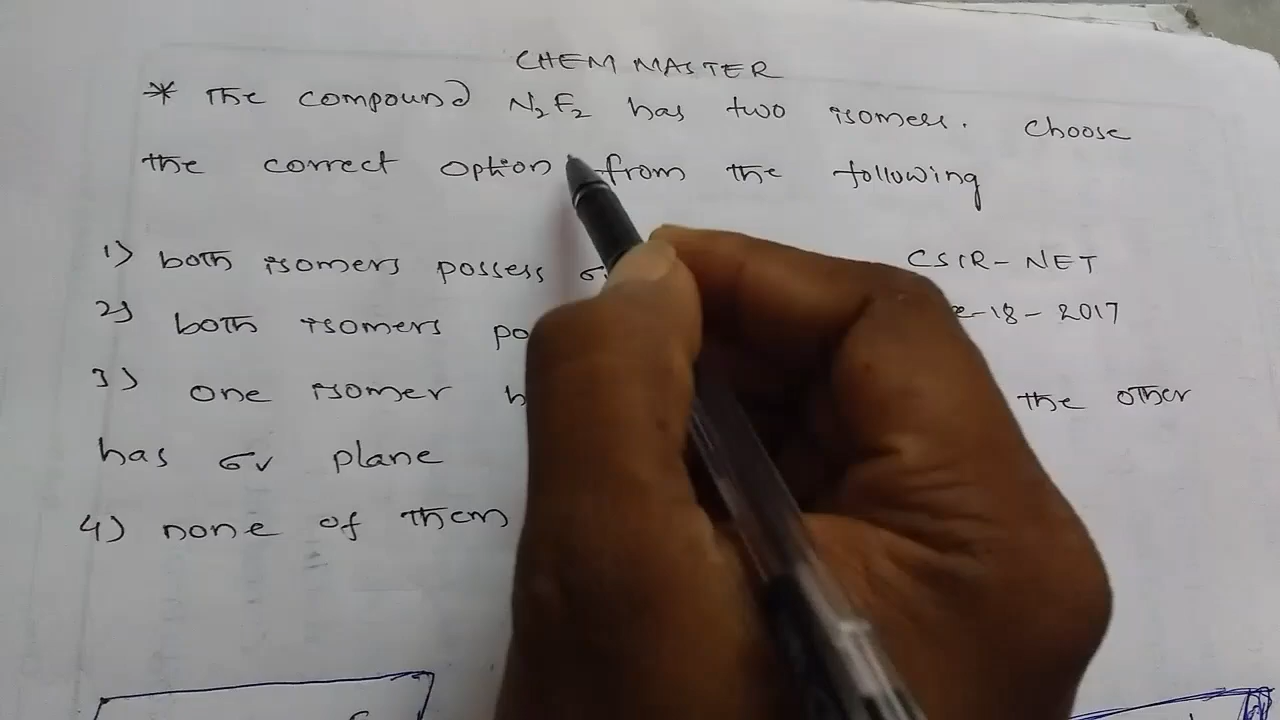 CHEM MASTER
* The compound N₂F₂ has two isomers. Choose
the correct option from the following
1) both isomers possess
CSIR-NET
2) both isomers
-18-2017
3) one isomer
the other
has σv plane
4) none of them